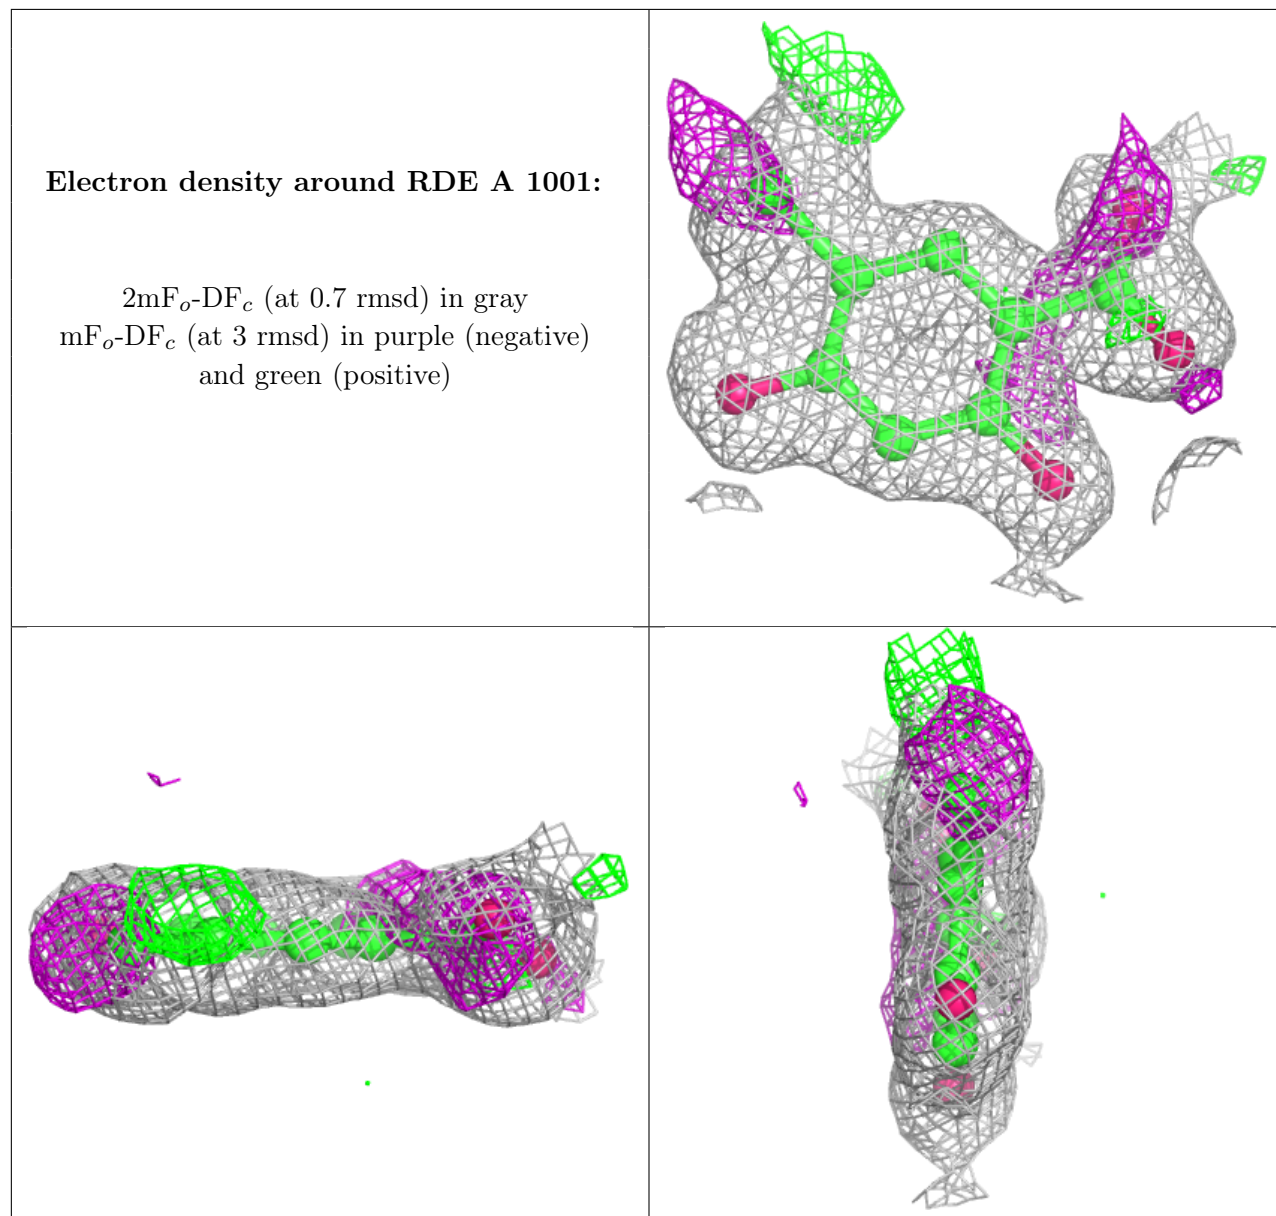 Electron density around RDE A 1001:
2mFo-DFc (at 0.7 rmsd) in gray
mFo-DFc (at 3 rmsd) in purple (negative)
and green (positive)